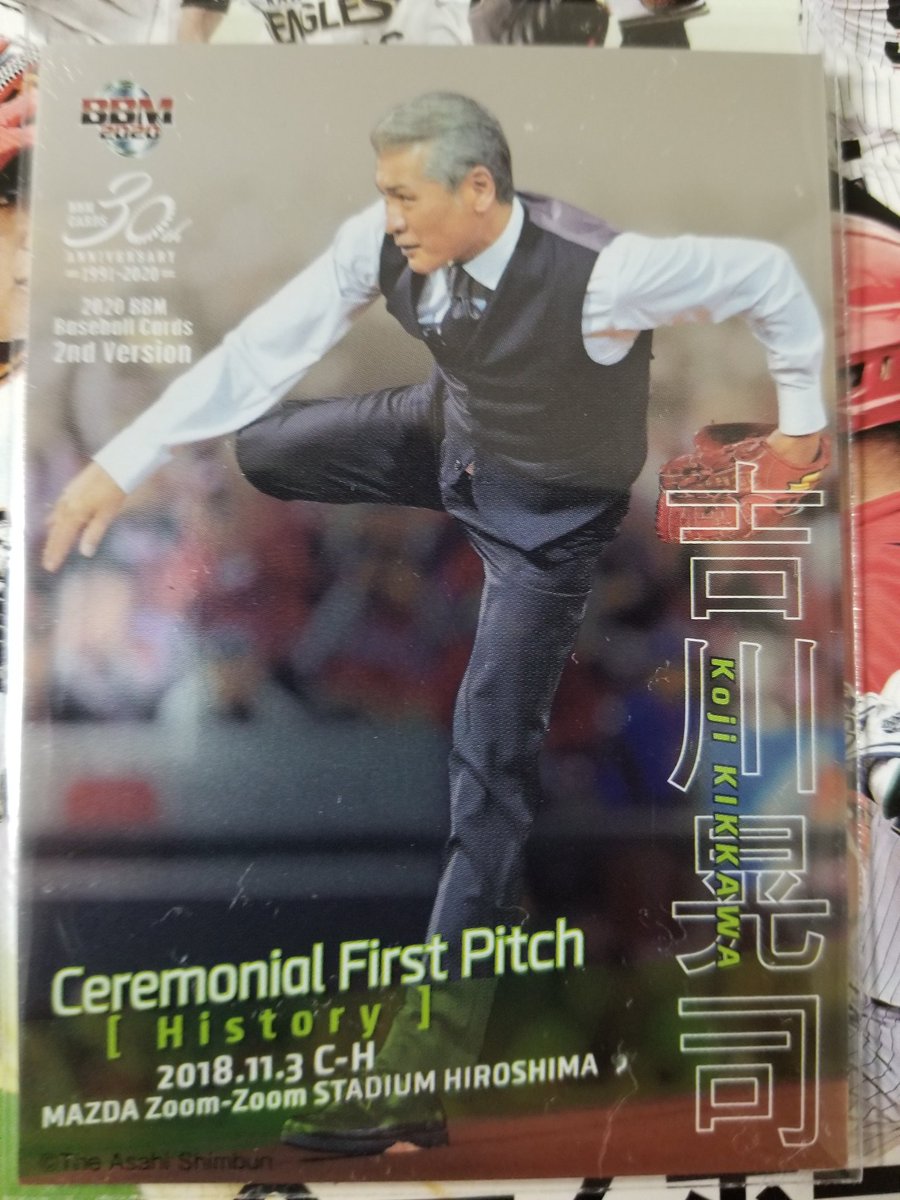 EAGLES
BBM
2020
BBM
CARDS
30th
ANNIVERSARY
1991-2020
2020 BBM
Baseball Cards
2nd Version
吉川晃司
Koji KIKKAWA
Ceremonial First Pitch
[ History ]
2018.11.3 C-H
MAZDA Zoom-Zoom STADIUM HIROSHIMA
©The Asahi Shimbun